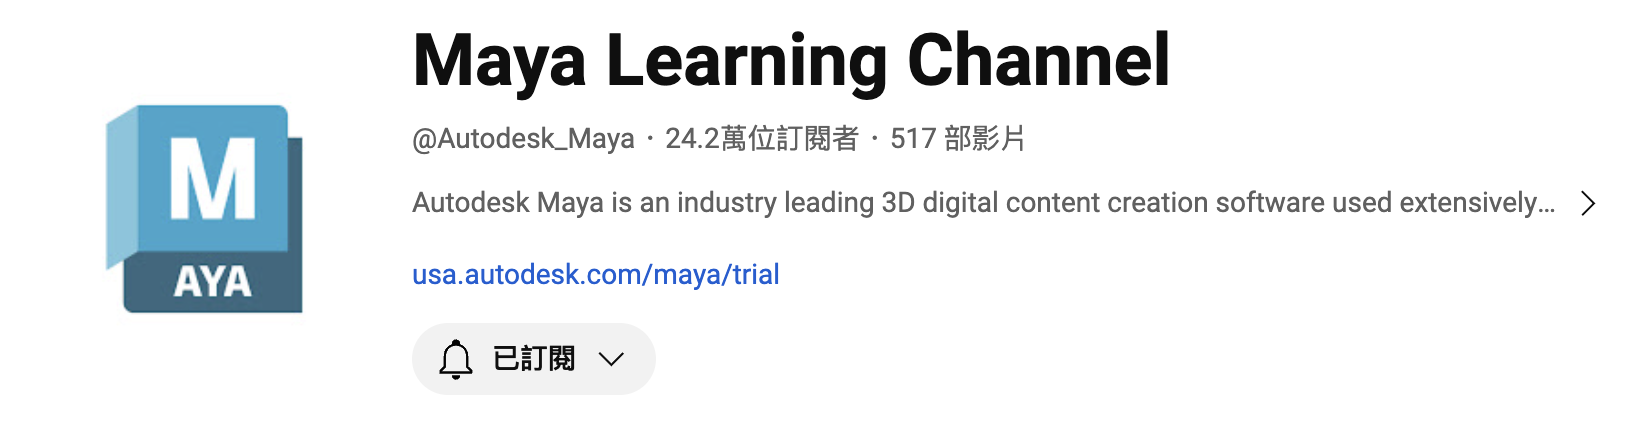 Maya Learning Channel
@Autodesk_Maya · 24.2萬位訂閱者 · 517 部影片
M
Autodesk Maya is an industry leading 3D digital content creation software used extensively...
AYA
usa.autodesk.com/maya/trial
已訂閱